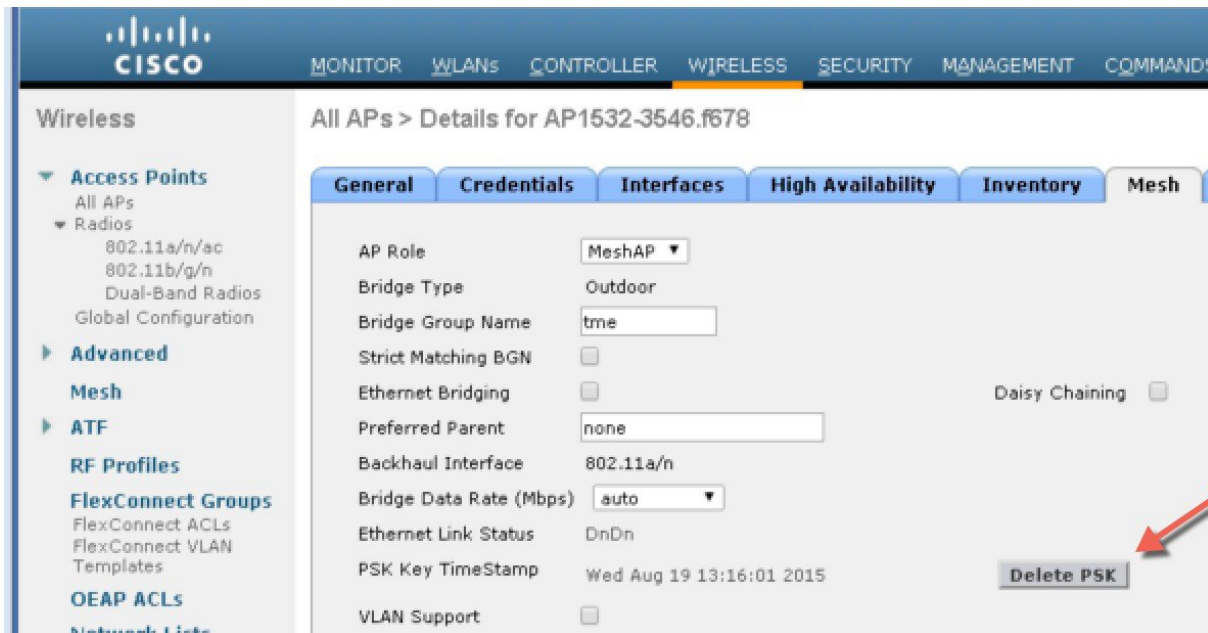 CISCO
MONITOR WLANs CONTROLLER WIRELESS SECURITY MANAGEMENT COMMANDS
Wireless
Access Points
All APs
Radios
802.11a/n/ac
802.11b/g/n
Dual-Band Radios
Global Configuration
Advanced
Mesh
ATF
RF Profiles
FlexConnect Groups
FlexConnect ACLs
FlexConnect VLAN
Templates
OEAP ACLs
Network Lists
All APs > Details for AP1532-3546.f678
General Credentials Interfaces High Availability Inventory Mesh
AP Role MeshAP
Bridge Type Outdoor
Bridge Group Name tme
Strict Matching BGN
Ethernet Bridging Daisy Chaining
Preferred Parent none
Backhaul Interface 802.11a/n
Bridge Data Rate (Mbps) auto
Ethernet Link Status DnDn
PSK Key TimeStamp Wed Aug 19 13:16:01 2015 Delete PSK
VLAN Support